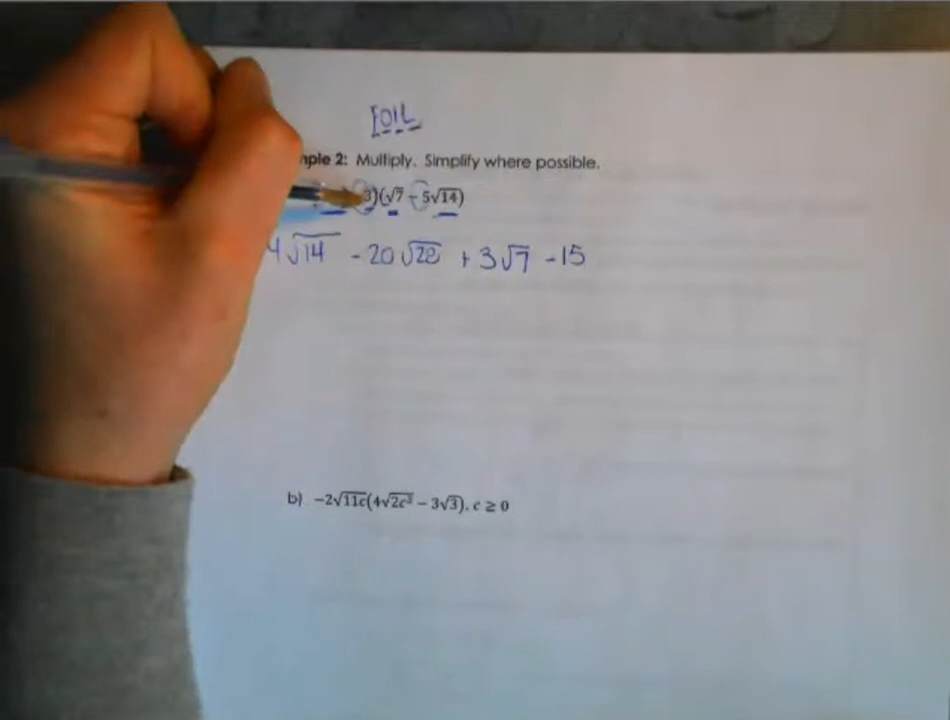 FOIL
mple 2: Multiply. Simplify where possible.
3)(√7 − 5√14)
4√14 - 20√28 + 3√7 -15
b) −2√11c(4√2c³ − 3√3), c ≥ 0